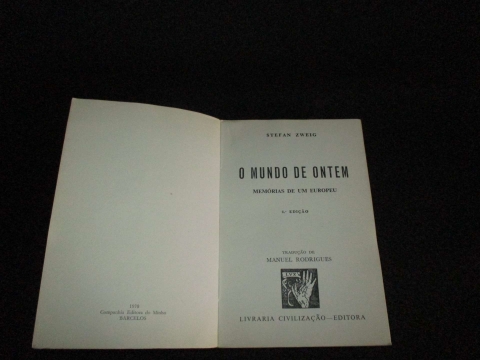 1958
Companhia Editora do Minho
BARCELOS
STEFAN ZWEIG
O MUNDO DE ONTEM
MEMÓRIAS DE UM EUROPEU
EDIÇÃO
TRADUÇÃO DE
MANUEL RODRIGUES
LIVRARIA CIVILIZAÇÃO — EDITORA